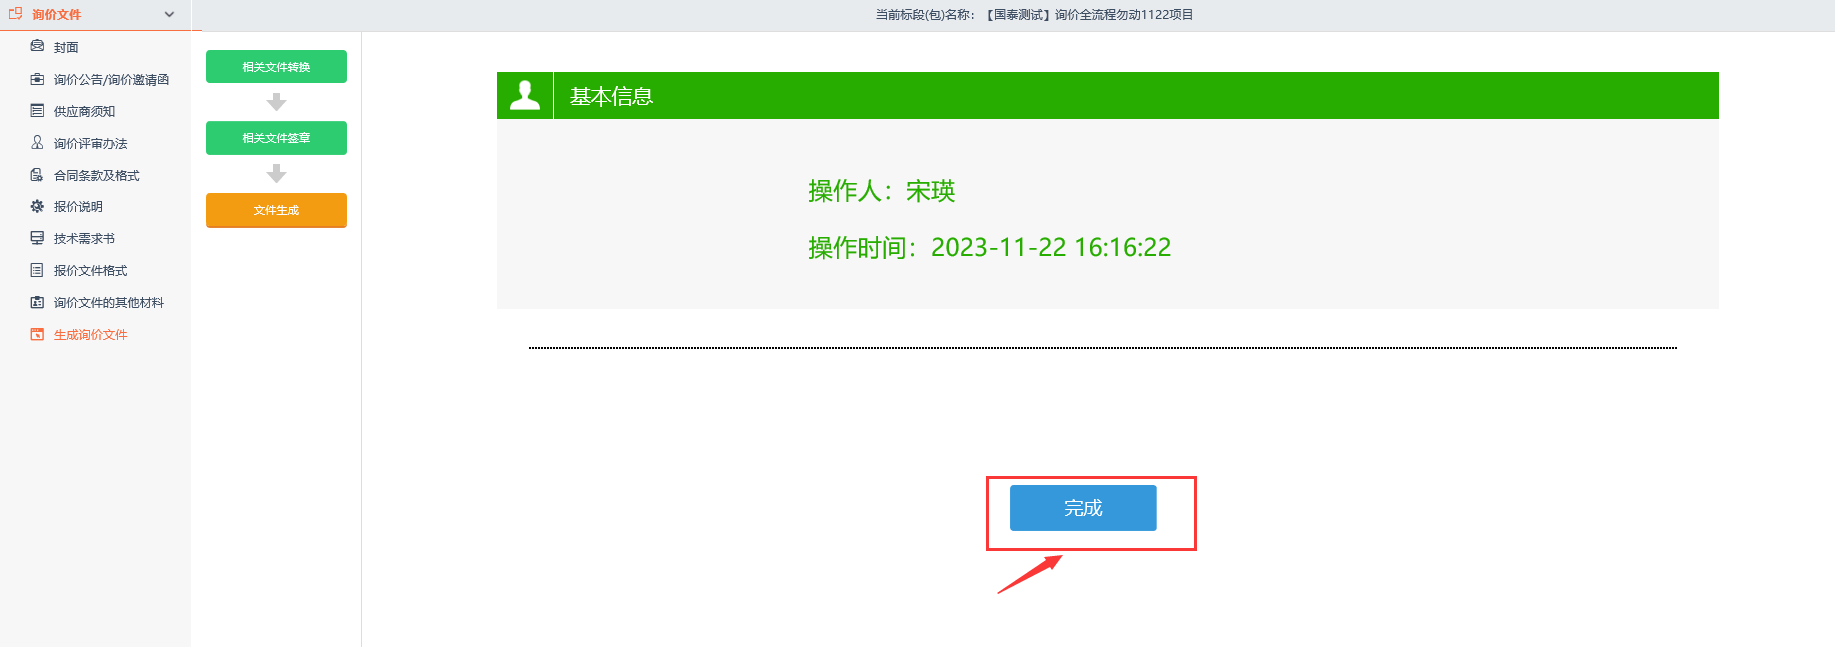 询价文件
当前标段(包)名称：【国泰测试】询价全流程勿动1122项目
封面
询价公告/询价邀请函
供应商须知
询价评审办法
合同条款及格式
报价说明
技术需求书
报价文件格式
询价文件的其他材料
生成询价文件
相关文件转换
相关文件签章
文件生成
基本信息
操作人：宋瑛
操作时间：2023-11-22 16:16:22
完成